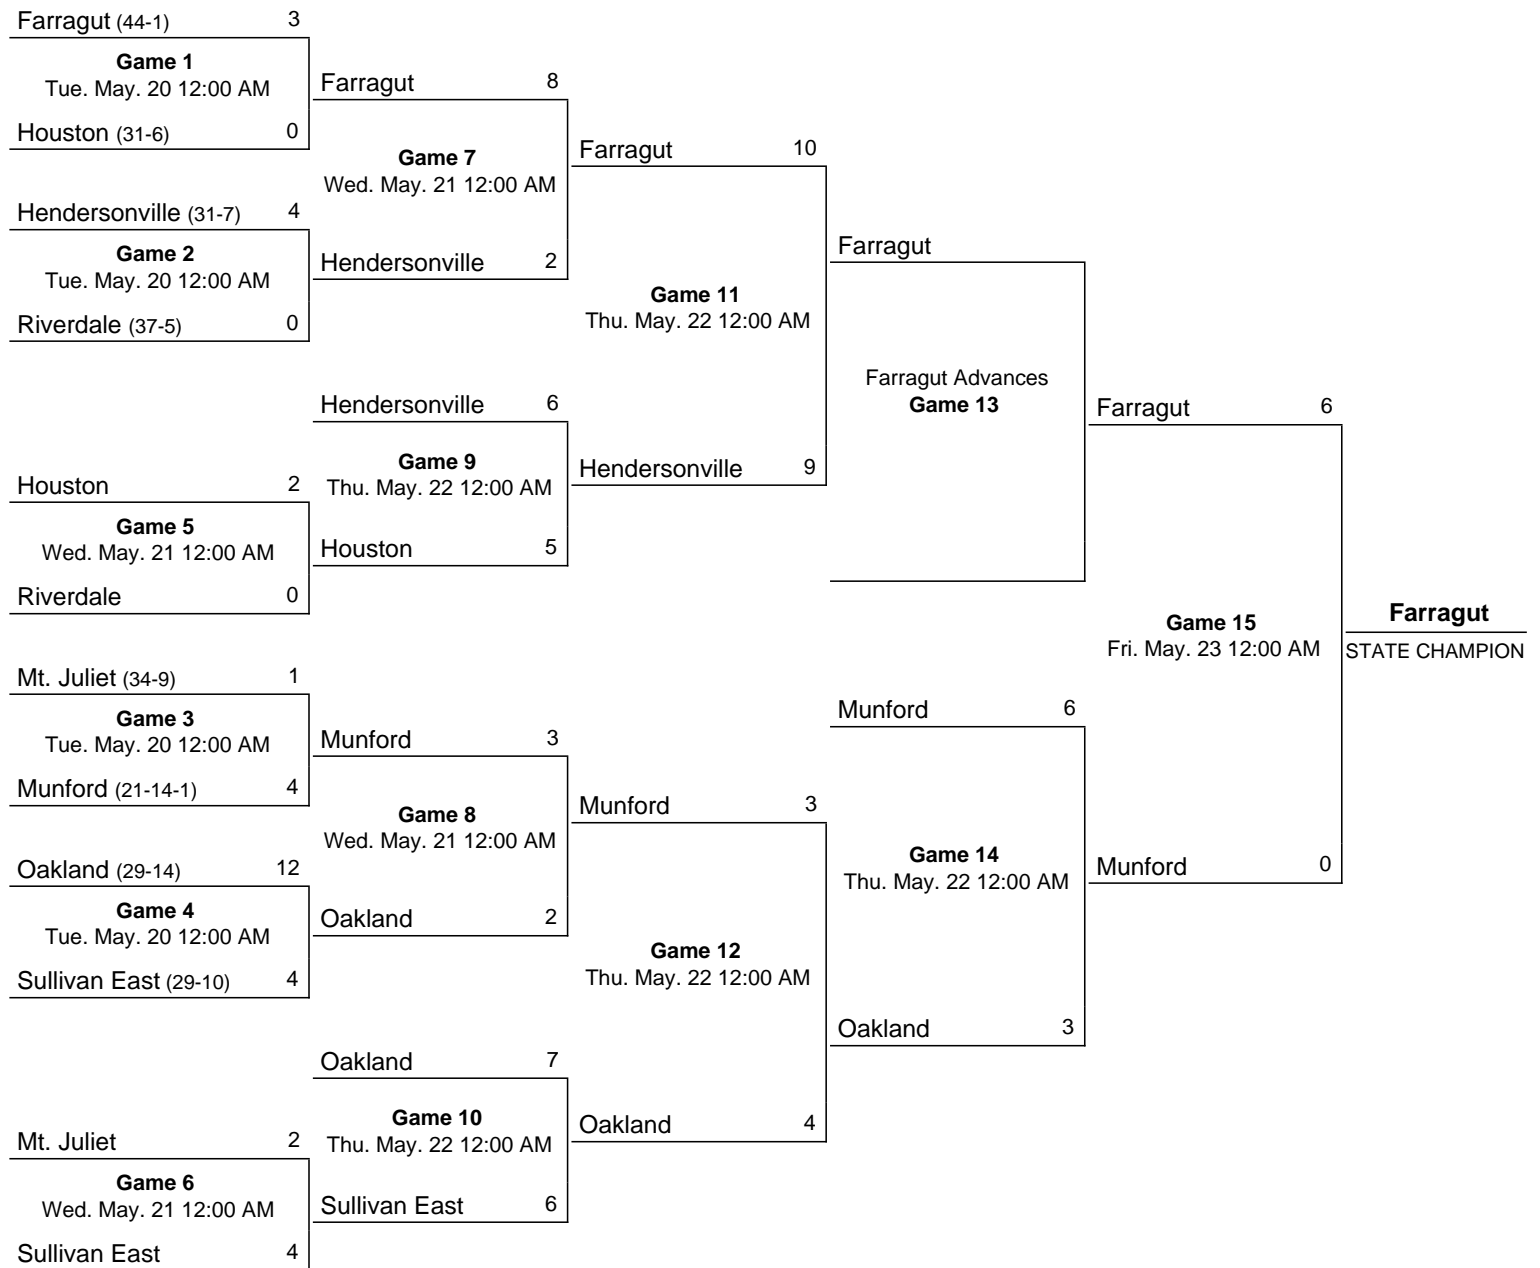 Farragut (44-1) 3
Game 1
Tue. May. 20 12:00 AM
Houston (31-6) 0
Hendersonville (31-7) 4
Game 2
Tue. May. 20 12:00 AM
Riverdale (37-5) 0
Houston 2
Game 5
Wed. May. 21 12:00 AM
Riverdale 0
Mt. Juliet (34-9) 1
Game 3
Tue. May. 20 12:00 AM
Munford (21-14-1) 4
Oakland (29-14) 12
Game 4
Tue. May. 20 12:00 AM
Sullivan East (29-10) 4
Mt. Juliet 2
Game 6
Wed. May. 21 12:00 AM
Sullivan East 4
Farragut 8
Game 7
Wed. May. 21 12:00 AM
Hendersonville 2
Hendersonville 6
Game 9
Thu. May. 22 12:00 AM
Houston 5
Munford 3
Game 8
Wed. May. 21 12:00 AM
Oakland 2
Oakland 7
Game 10
Thu. May. 22 12:00 AM
Sullivan East 6
Farragut 10
Game 11
Thu. May. 22 12:00 AM
Hendersonville 9
Munford 3
Game 12
Thu. May. 22 12:00 AM
Oakland 4
Farragut
Farragut Advances
Game 13
Munford 6
Game 14
Thu. May. 22 12:00 AM
Oakland 3
Farragut 6
Game 15
Fri. May. 23 12:00 AM
Munford 0
Farragut
STATE CHAMPION